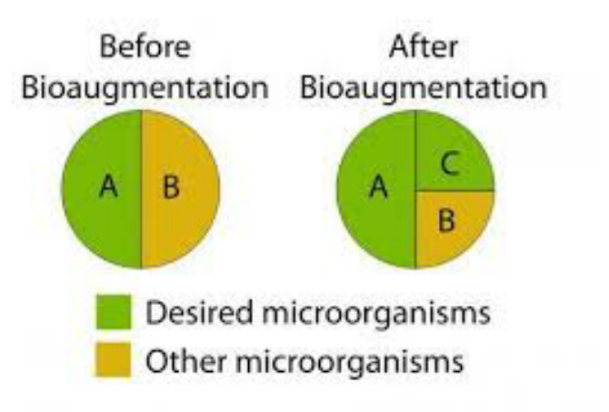 Before
Bioaugmentation
After
Bioaugmentation
A
B
A
C
B
Desired microorganisms
Other microorganisms